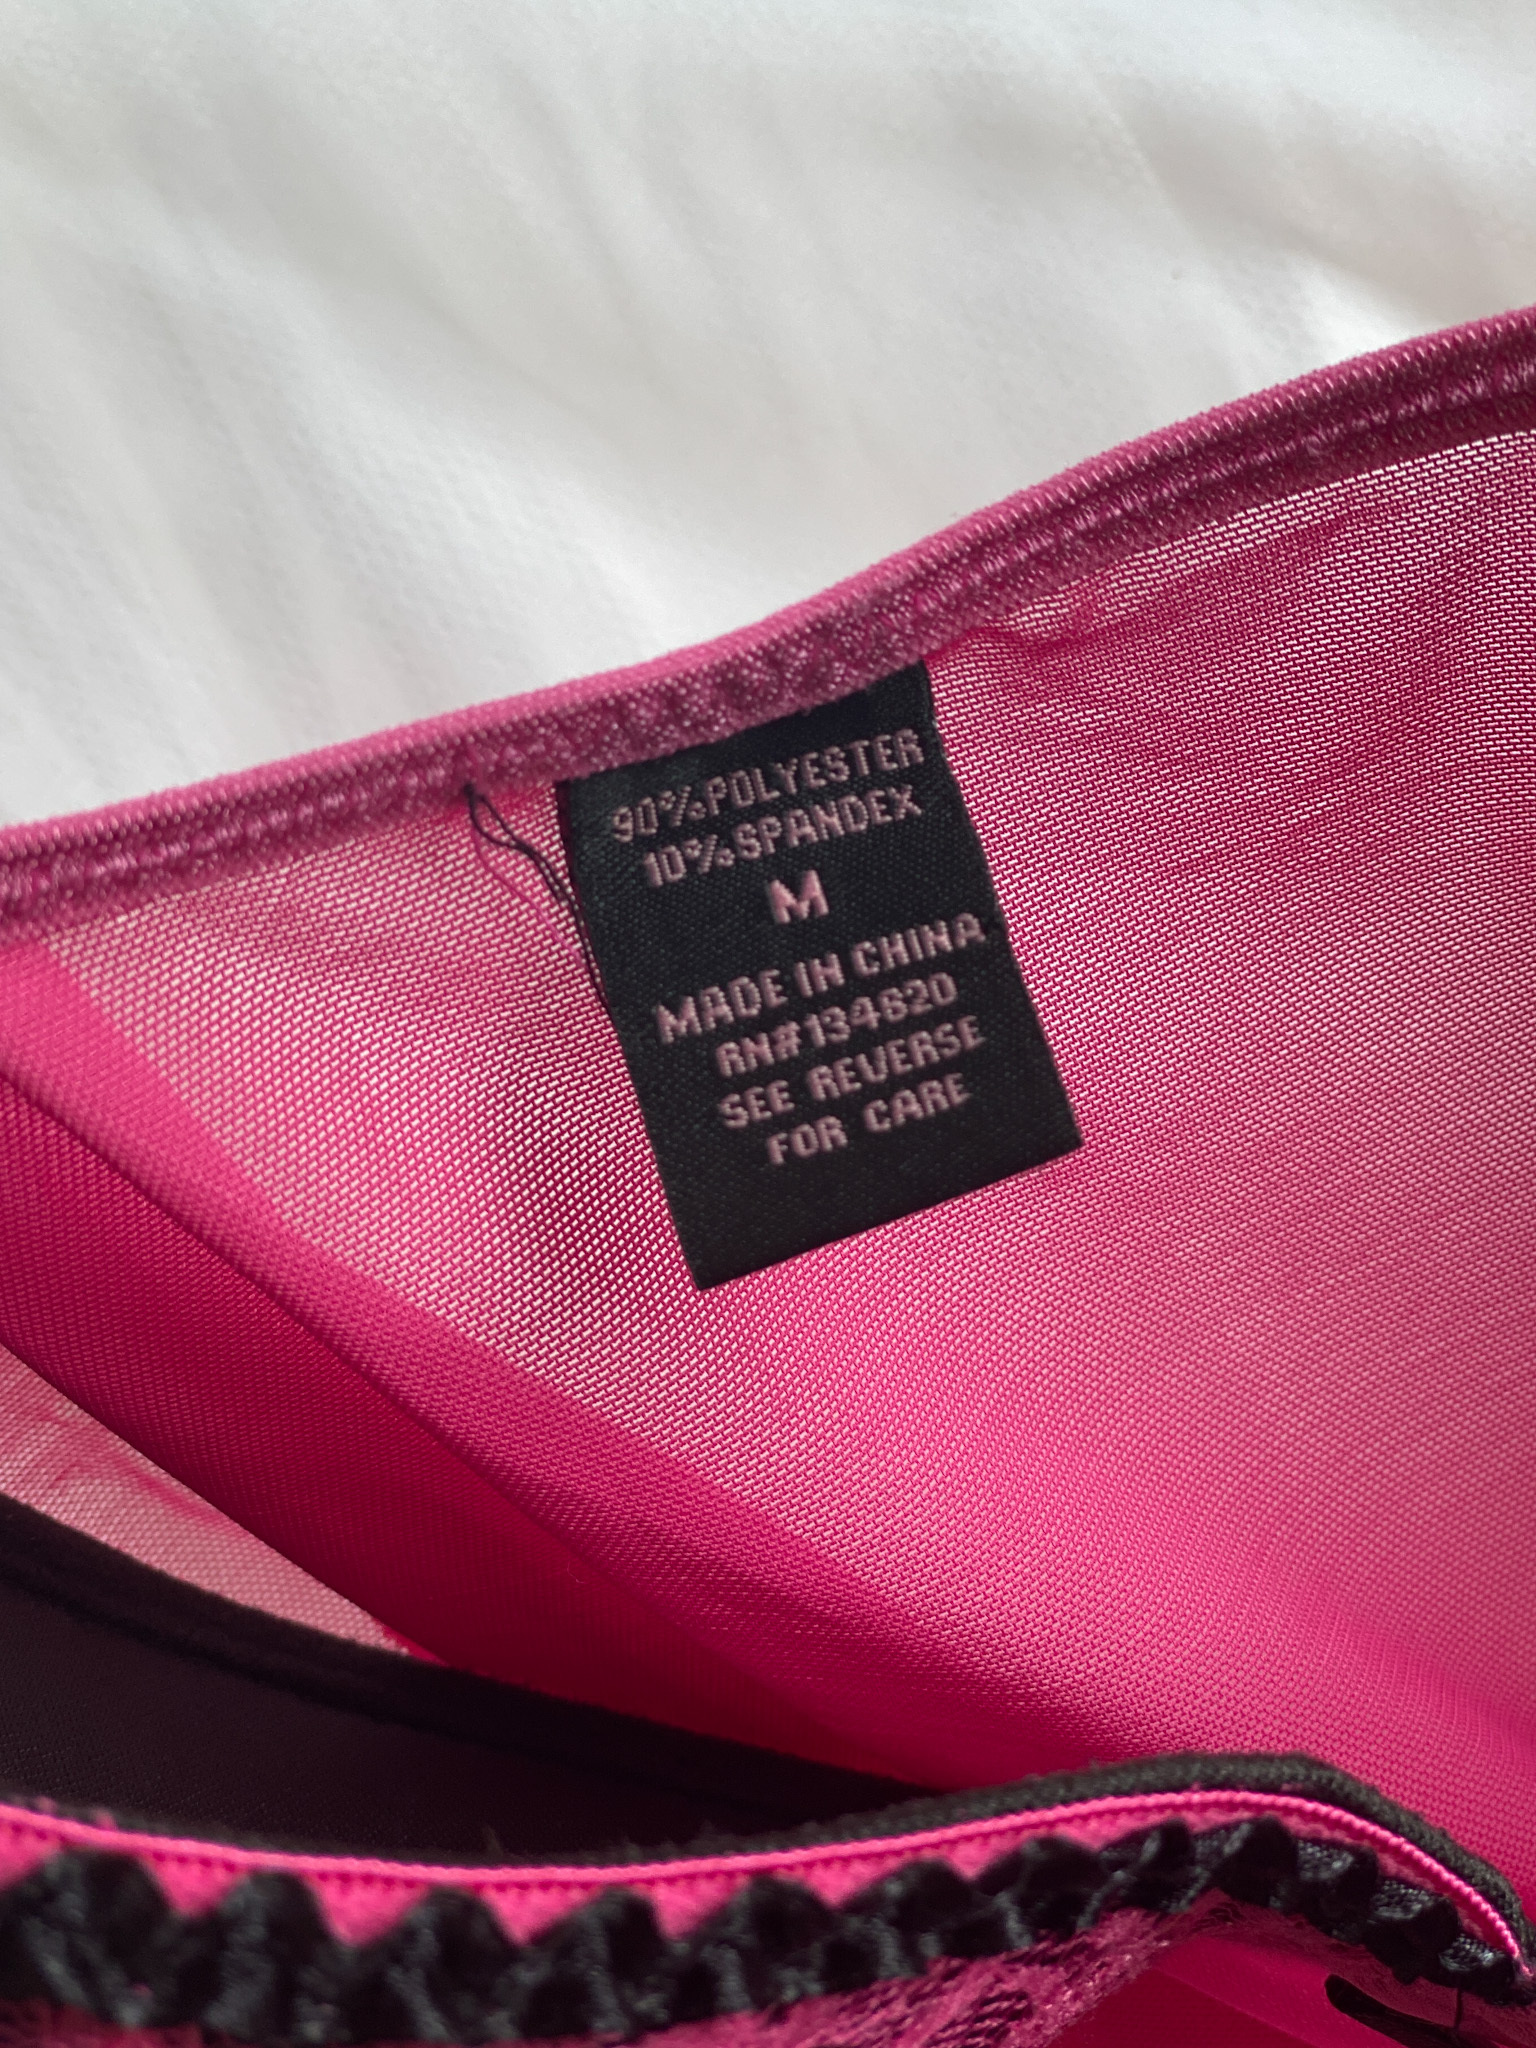 90%POLYESTER
10%SPANDEX
M
MADE IN CHINA
RN#134620
SEE REVERSE
FOR CARE